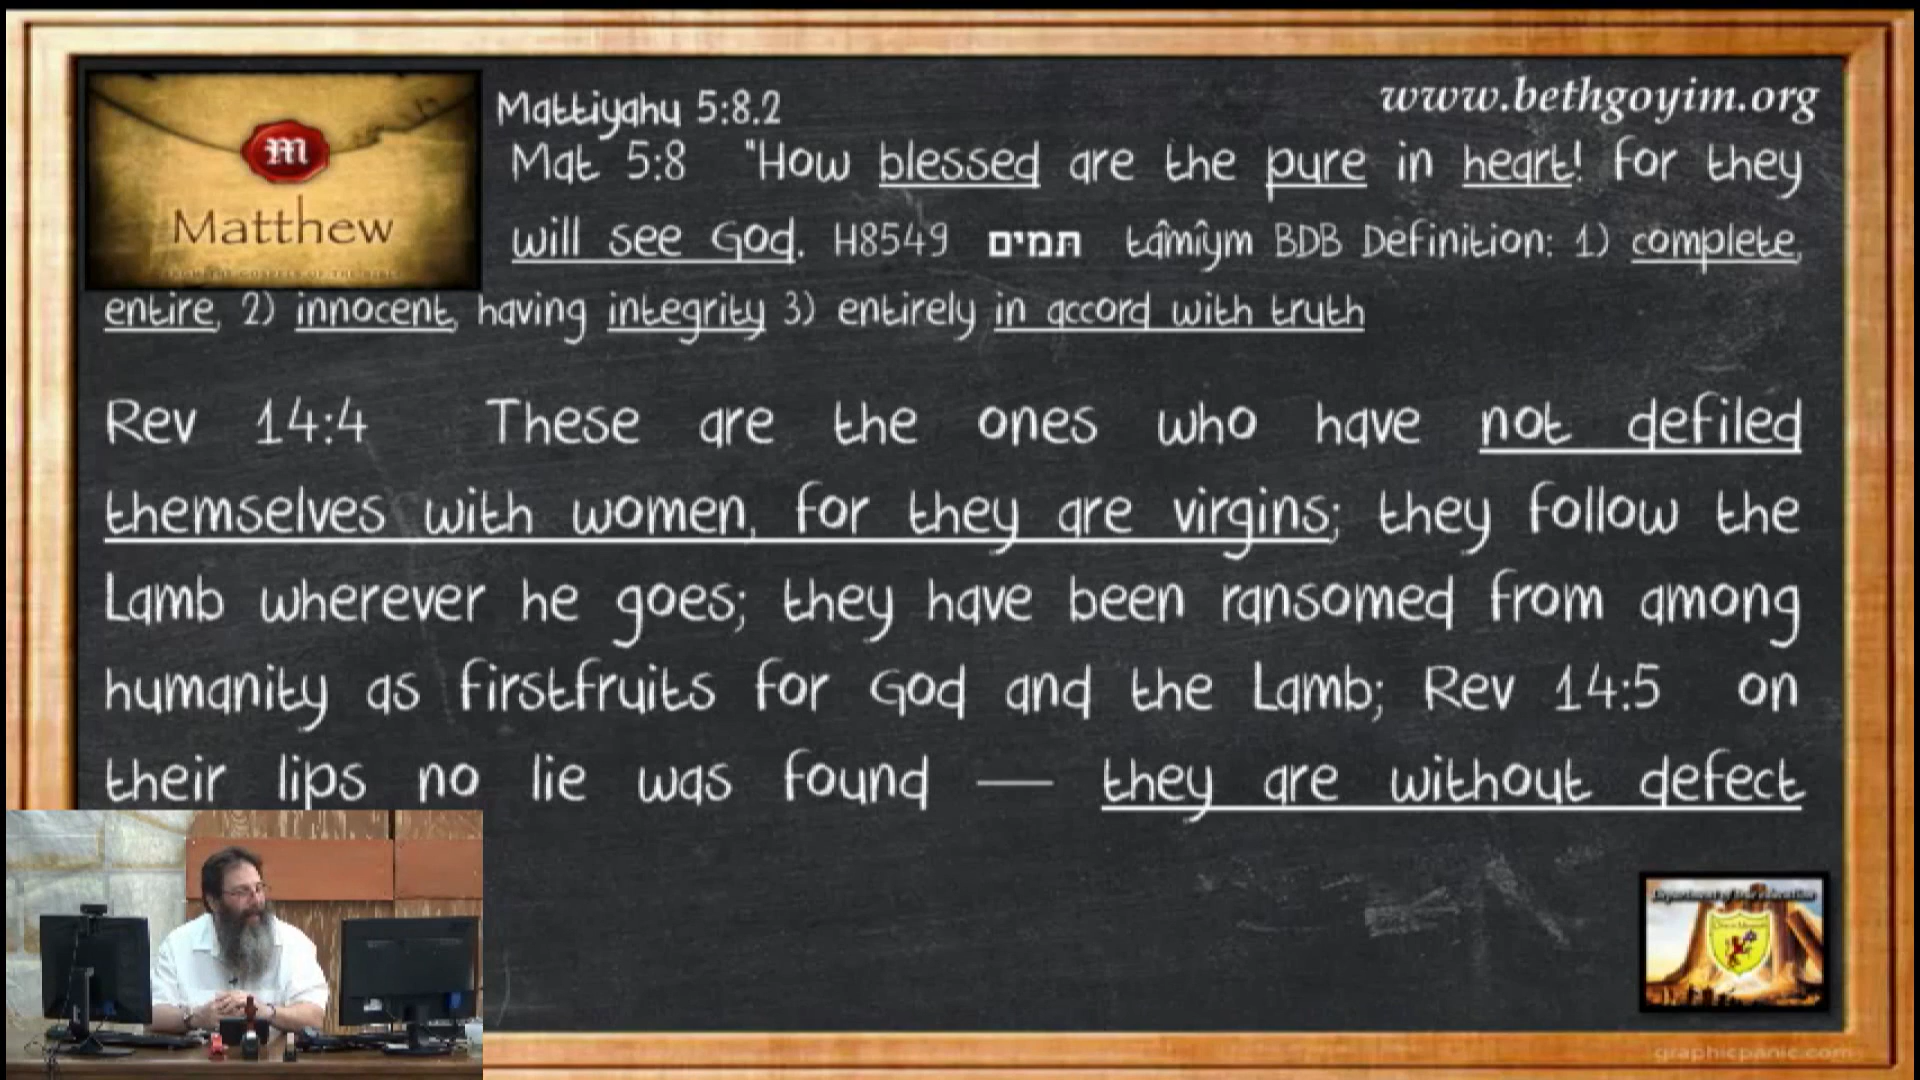 www.bethgoyim.org
Mattiyahu 5:8.2
Mat 5:8 "How blessed are the pure in heart! for they
will see God. H8549 תמים tâmîym BDB Definition: 1) complete,
entire, 2) innocent, having integrity 3) entirely in accord with truth
M
Matthew
Rev 14:4 These are the ones who have not defiled
themselves with women, for they are virgins; they follow the
Lamb wherever he goes; they have been ransomed from among
humanity as firstfruits for God and the Lamb; Rev 14:5 on
their lips no lie was found — they are without defect
graphicpanic.com